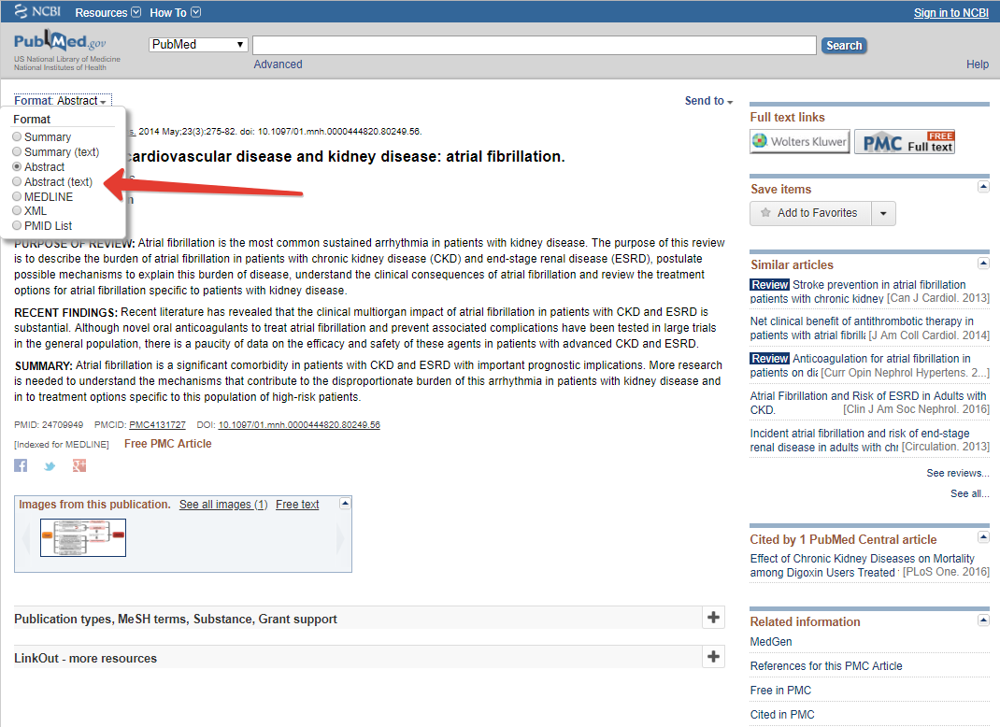 NCBI Resources How To Sign in to NCBI
PubMed.gov
US National Library of Medicine
National Institutes of Health
PubMed
Search
Advanced
Help
Format: Abstract
Send to
Format
Summary
Summary (text)
Abstract
Abstract (text)
MEDLINE
XML
PMID List
s. 2014 May;23(3):275-82. doi: 10.1097/01.mnh.0000444820.80249.56.
cardiovascular disease and kidney disease: atrial fibrillation.
PURPOSE OF REVIEW: Atrial fibrillation is the most common sustained arrhythmia in patients with kidney disease. The purpose of this review
is to describe the burden of atrial fibrillation in patients with chronic kidney disease (CKD) and end-stage renal disease (ESRD), postulate
possible mechanisms to explain this burden of disease, understand the clinical consequences of atrial fibrillation and review the treatment
options for atrial fibrillation specific to patients with kidney disease.
RECENT FINDINGS: Recent literature has revealed that the clinical multiorgan impact of atrial fibrillation in patients with CKD and ESRD is
substantial. Although novel oral anticoagulants to treat atrial fibrillation and prevent associated complications have been tested in large trials
in the general population, there is a paucity of data on the efficacy and safety of these agents in patients with advanced CKD and ESRD.
SUMMARY: Atrial fibrillation is a significant comorbidity in patients with CKD and ESRD with important prognostic implications. More research
is needed to understand the mechanisms that contribute to the disproportionate burden of this arrhythmia in patients with kidney disease and
in to treatment options specific to this population of high-risk patients.
PMID: 24709949 PMCID: PMC4131727 DOI: 10.1097/01.mnh.0000444820.80249.56
[Indexed for MEDLINE] Free PMC Article
Images from this publication. See all images (1) Free text
Publication types, MeSH terms, Substance, Grant support
LinkOut - more resources
Full text links
Wolters Kluwer
PMC FREE Full text
Save items
Add to Favorites
Similar articles
Review Stroke prevention in atrial fibrillation
patients with chronic kidney [Can J Cardiol. 2013]
Net clinical benefit of antithrombotic therapy in
patients with atrial fibrill [J Am Coll Cardiol. 2014]
Review Anticoagulation for atrial fibrillation in
patients on di [Curr Opin Nephrol Hypertens. 2...]
Atrial Fibrillation and Risk of ESRD in Adults with
CKD. [Clin J Am Soc Nephrol. 2016]
Incident atrial fibrillation and risk of end-stage
renal disease in adults with chr [Circulation. 2013]
See reviews...
See all...
Cited by 1 PubMed Central article
Effect of Chronic Kidney Diseases on Mortality
among Digoxin Users Treated [PLoS One. 2016]
Related information
MedGen
References for this PMC Article
Free in PMC
Cited in PMC